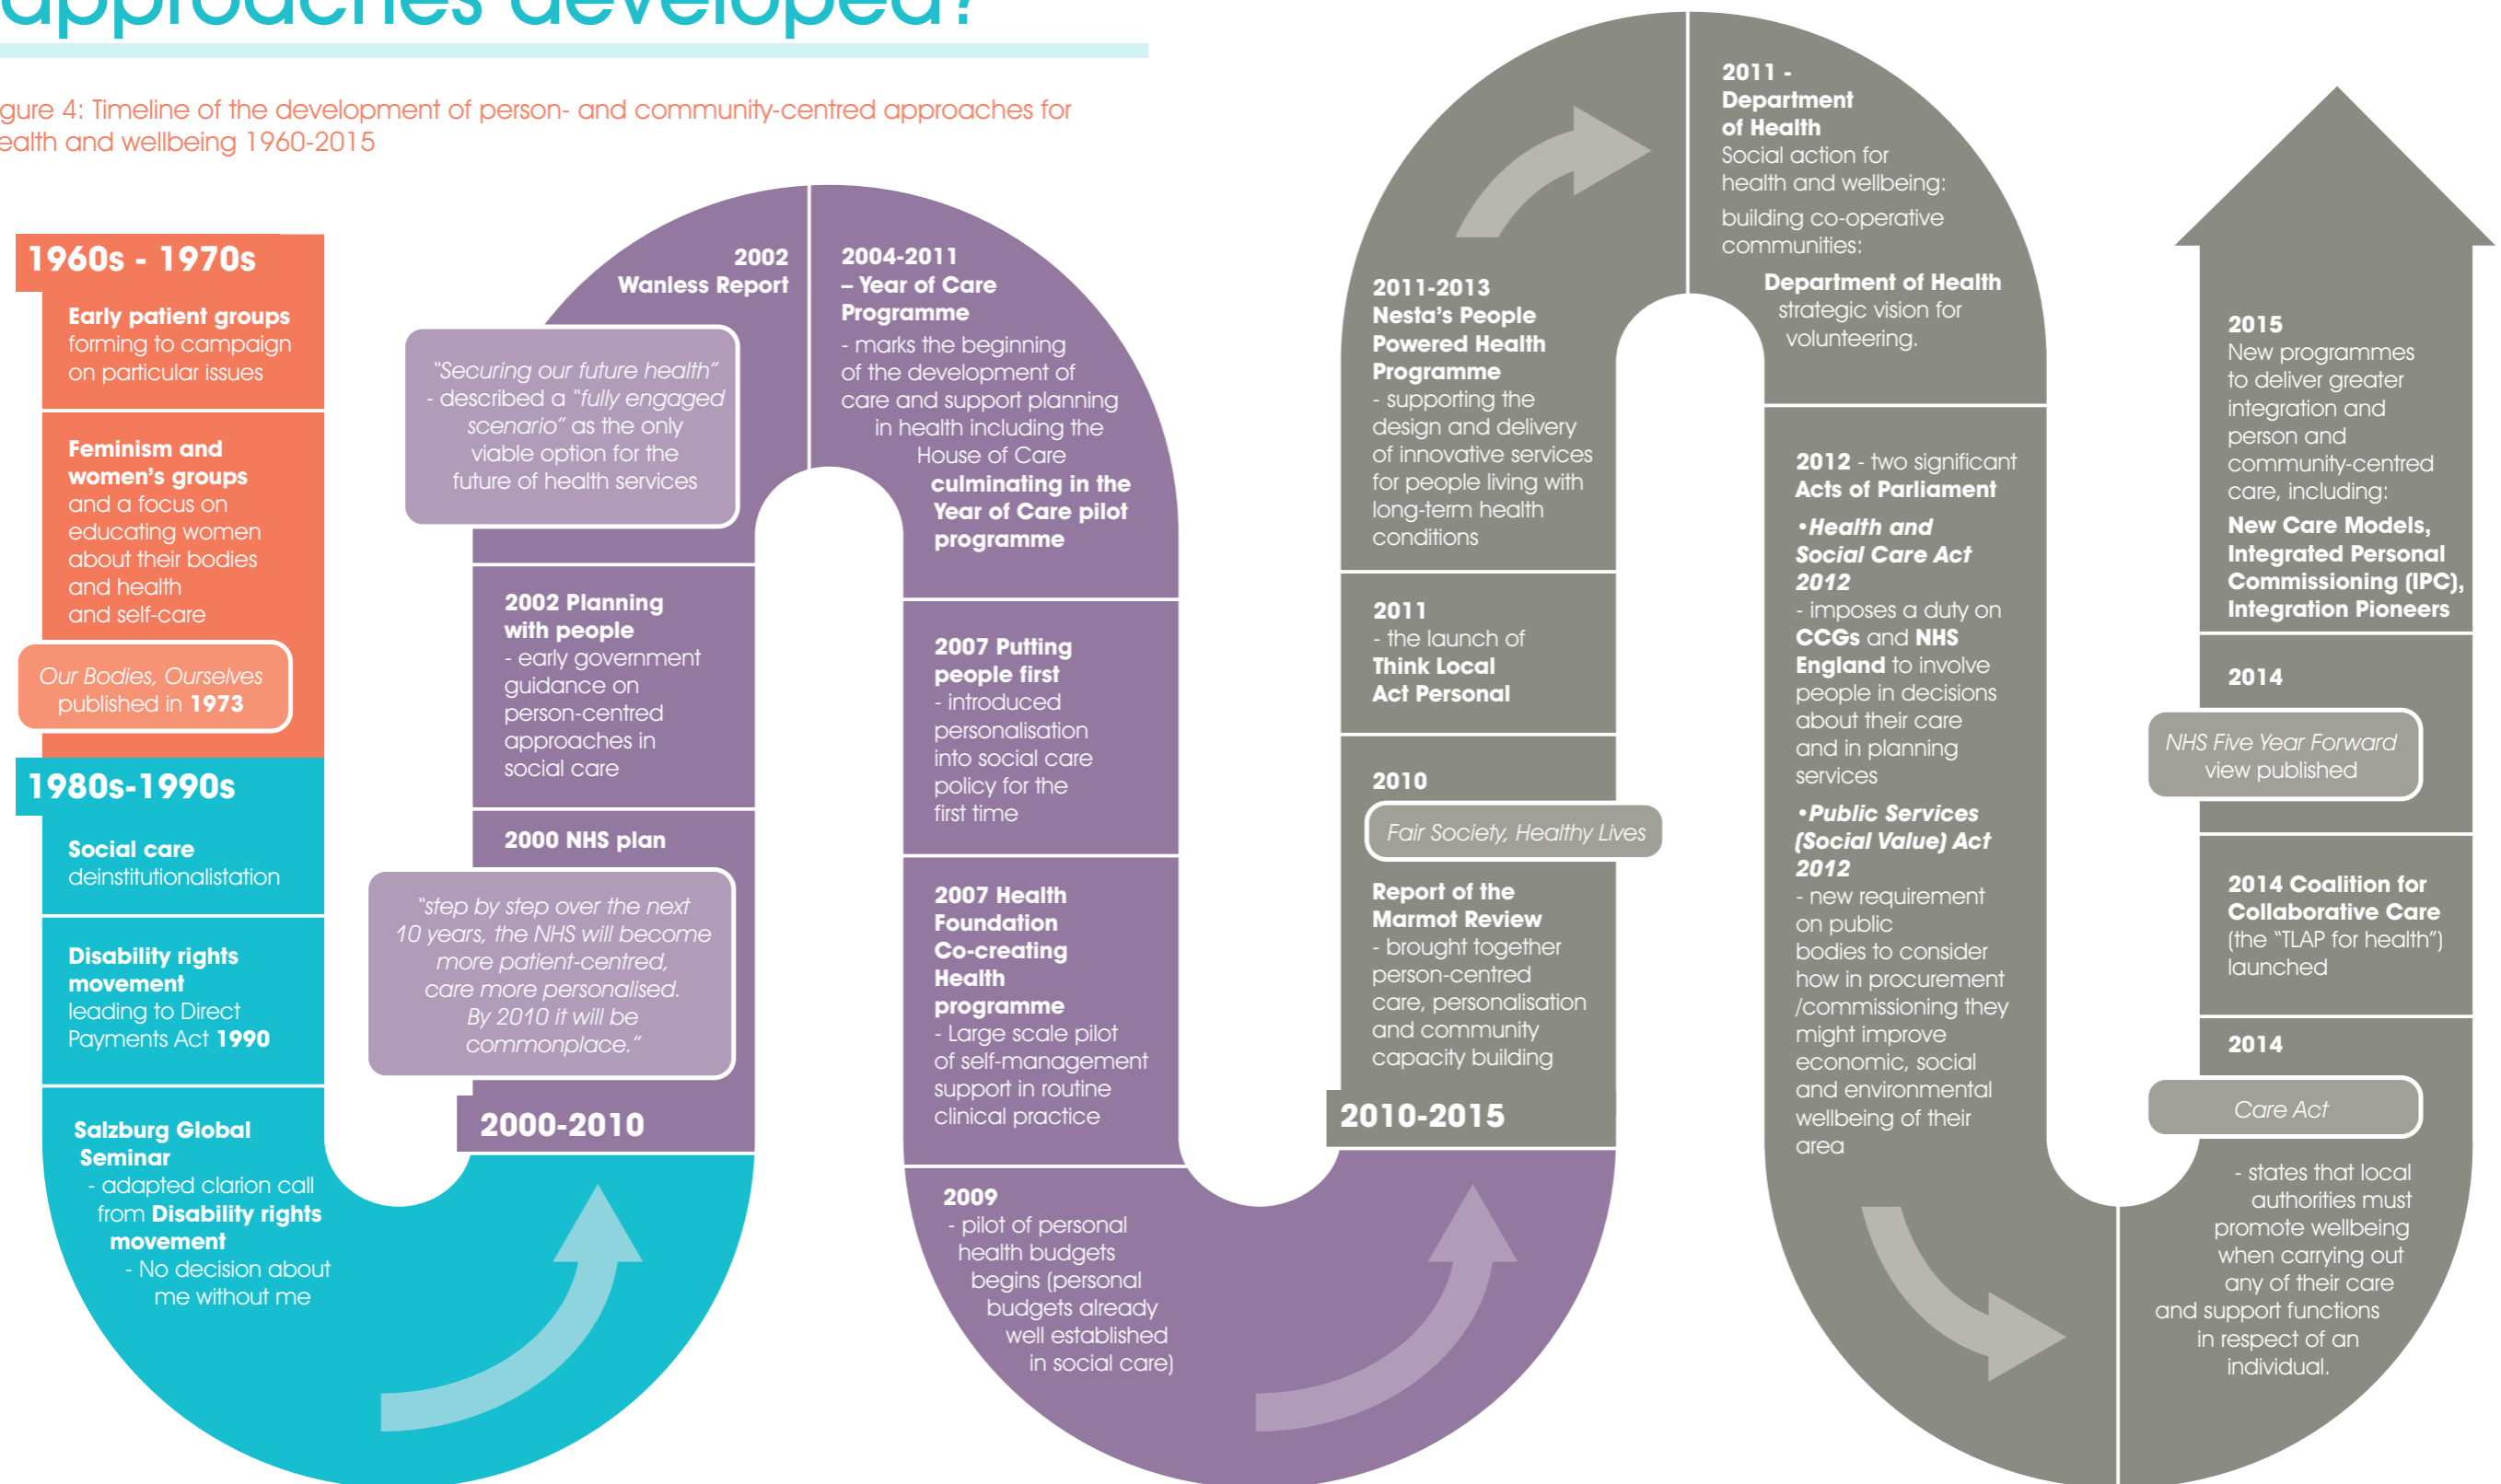 approaches developed?
gure 4: Timeline of the development of person- and community-centred approaches for
ealth and wellbeing 1960-2015
1960s - 1970s
Early patient groups
forming to campaign
on particular issues
Feminism and
women's groups
and a focus on
educating women
about their bodies
and health
and self-care
Our Bodies, Ourselves
published in 1973
1980s-1990s
Social care
deinstitutionalistation
Disability rights
movement
leading to Direct
Payments Act 1990
Salzburg Global
Seminar
- adapted clarion call
from Disability rights
movement
- No decision about
me without me
2000-2010
2000 NHS plan
"step by step over the next
10 years, the NHS will become
more patient-centred,
care more personalised.
By 2010 it will be
commonplace."
2002 Planning
with people
- early government
guidance on
person-centred
approaches in
social care
2002
Wanless Report
"Securing our future health"
- described a "fully engaged
scenario" as the only
viable option for the
future of health services
2004-2011
– Year of Care
Programme
- marks the beginning
of the development of
care and support planning
in health including the
House of Care
culminating in the
Year of Care pilot
programme
2007 Putting
people first
- introduced
personalisation
into social care
policy for the
first time
2007 Health
Foundation
Co-creating
Health
programme
- Large scale pilot
of self-management
support in routine
clinical practice
2009
- pilot of personal
health budgets
begins (personal
budgets already
well established
in social care)
2010-2015
2010
Fair Society, Healthy Lives
Report of the
Marmot Review
- brought together
person-centred
care, personalisation
and community
capacity building
2011
- the launch of
Think Local
Act Personal
2011-2013
Nesta's People
Powered Health
Programme
- supporting the
design and delivery
of innovative services
for people living with
long-term health
conditions
2011 -
Department
of Health
Social action for
health and wellbeing:
building co-operative
communities:
Department of Health
strategic vision for
volunteering.
2012 - two significant
Acts of Parliament
•Health and
Social Care Act
2012
- imposes a duty on
CCGs and NHS
England to involve
people in decisions
about their care
and in planning
services
•Public Services
(Social Value) Act
2012
- new requirement
on public
bodies to consider
how in procurement
/commissioning they
might improve
economic, social
and environmental
wellbeing of their
area
2014
Care Act
- states that local
authorities must
promote wellbeing
when carrying out
any of their care
and support functions
in respect of an
individual.
2014 Coalition for
Collaborative Care
(the "TLAP for health")
launched
2014
NHS Five Year Forward
view published
2015
New programmes
to deliver greater
integration and
person and
community-centred
care, including:
New Care Models,
Integrated Personal
Commissioning (IPC),
Integration Pioneers